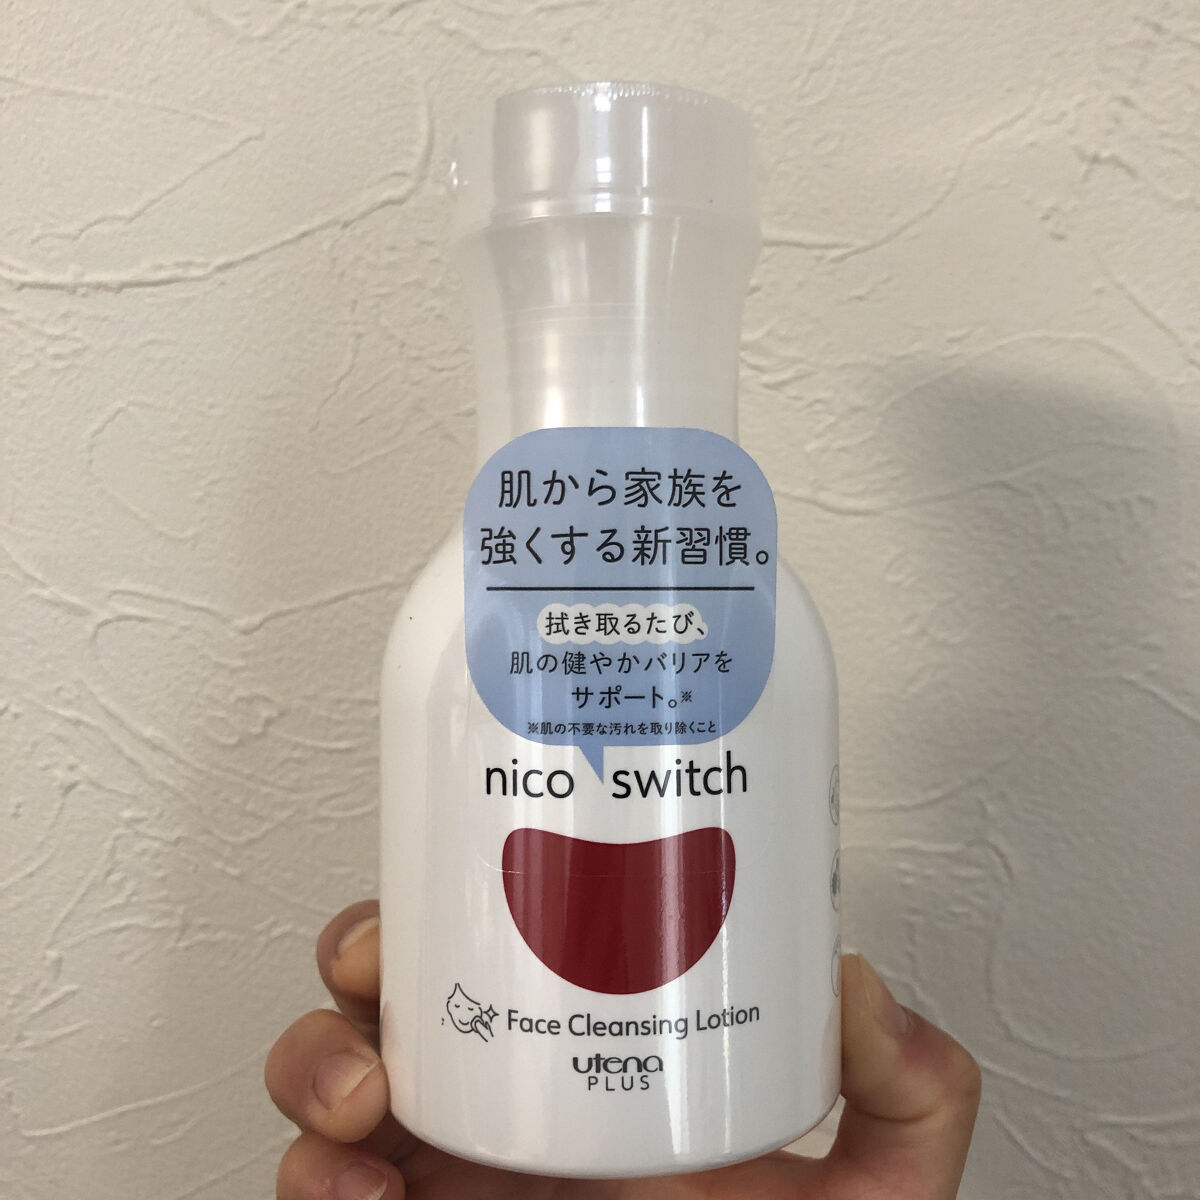 肌から家族を
強くする新習慣。
拭き取るたび、
肌の健やかバリアを
サポート。※
※肌の不要な汚れを取り除くこと
nico switch
Face Cleansing Lotion
utena
PLUS